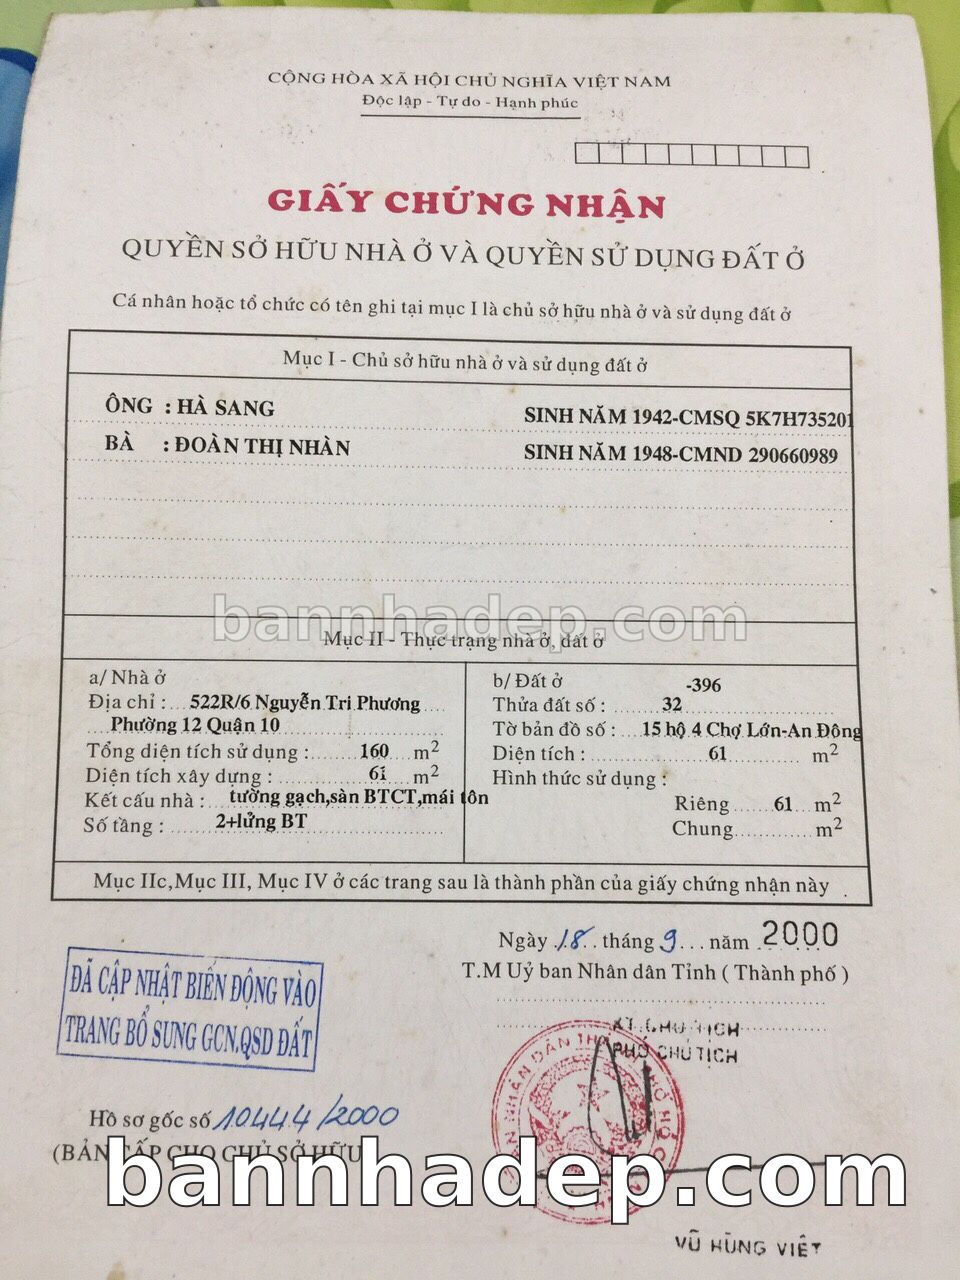 CỘNG HÒA XÃ HỘI CHỦ NGHĨA VIỆT NAM
Độc lập - Tự do - Hạnh phúc
GIẤY CHỨNG NHẬN
QUYỀN SỞ HỮU NHÀ Ở VÀ QUYỀN SỬ DỤNG ĐẤT Ở
Cá nhân hoặc tổ chức có tên ghi tại mục I là chủ sở hữu nhà ở và sử dụng đất ở
Mục I - Chủ sở hữu nhà ở và sử dụng đất ở
ÔNG : HÀ SANG SINH NĂM 1942-CMSQ 5K7H735201
BÀ : ĐOÀN THỊ NHÀN SINH NĂM 1948-CMND 290660989
bannhadep.com
Mục II - Thực trạng nhà ở, đất ở
a/ Nhà ở
Địa chỉ : 522R/6 Nguyễn Tri Phương
Phường 12 Quận 10
Tổng diện tích sử dụng : 160 m2
Diện tích xây dựng : 61 m2
Kết cấu nhà : tường gạch,sàn BTCT,mái tôn
Số tầng : 2+lửng BT
b/ Đất ở -396
Thửa đất số : 32
Tờ bản đồ số : 15 hộ 4 Chợ Lớn-An Đông
Diện tích : 61 m2
Hình thức sử dụng :
Riêng 61 m2
Chung m2
Mục IIc,Mục III, Mục IV ở các trang sau là thành phần của giấy chứng nhận này
Ngày 18 tháng 9 năm 2000
T.M Uỷ ban Nhân dân Tỉnh ( Thành phố )
KT.CHỦ TỊCH
PHÓ CHỦ TỊCH
ĐÃ CẬP NHẬT BIẾN ĐỘNG VÀO
TRANG BỔ SUNG GCN.QSD ĐẤT
Hồ sơ gốc số 10444/2000
(BẢN CẤP CHO CHỦ SỞ HỮU
bannhadep.com
VŨ HÙNG VIỆT